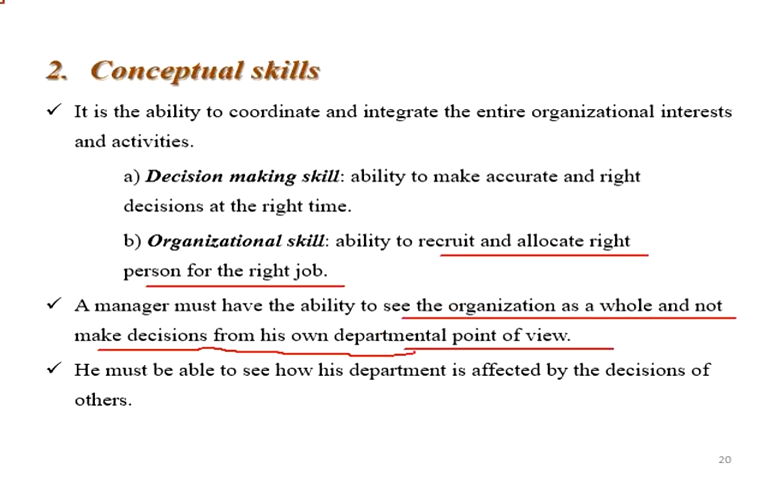 2. Conceptual skills
✓ It is the ability to coordinate and integrate the entire organizational interests
and activities.
a) Decision making skill: ability to make accurate and right
decisions at the right time.
b) Organizational skill: ability to recruit and allocate right
person for the right job.
✓ A manager must have the ability to see the organization as a whole and not
make decisions from his own departmental point of view.
✓ He must be able to see how his department is affected by the decisions of
others.
20